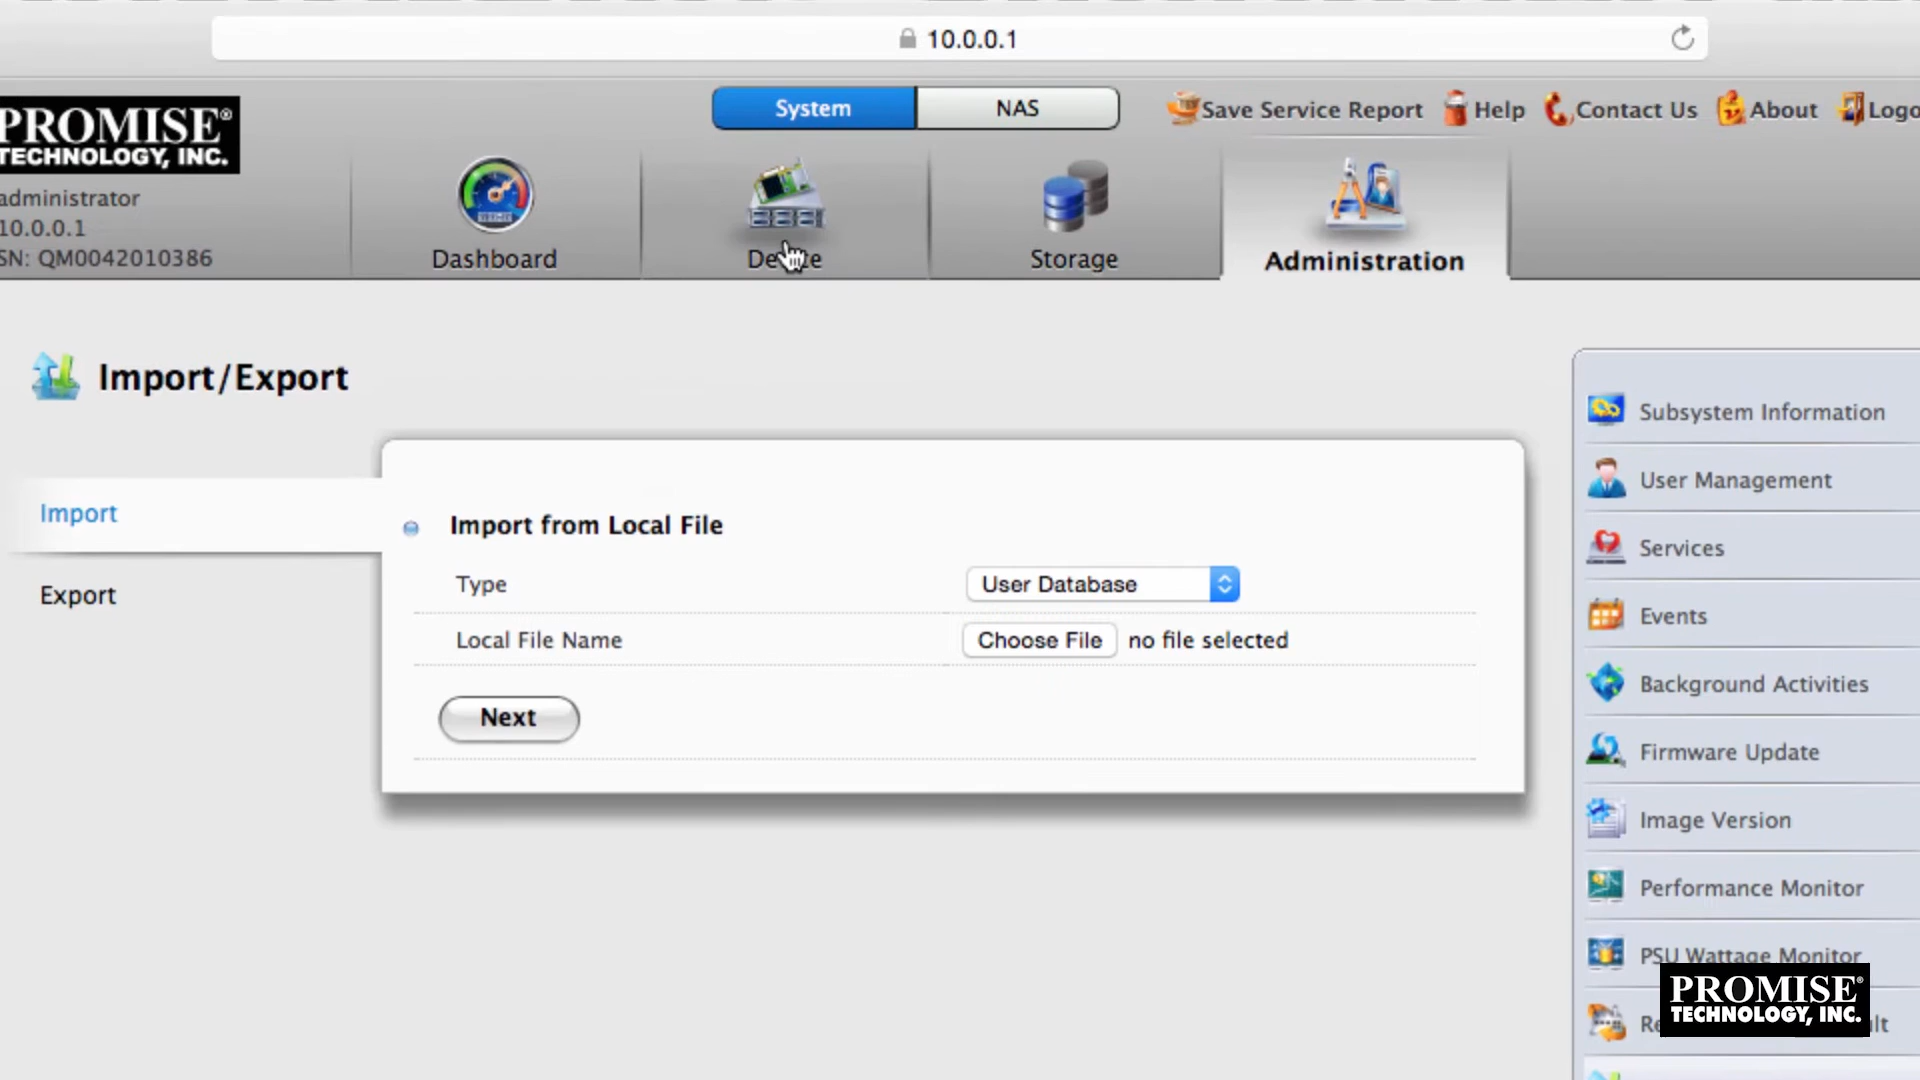 10.0.0.1
PROMISE®
TECHNOLOGY, INC.
System
NAS
Save Service Report
Help
Contact Us
About
Logo
administrator
10.0.0.1
SN: QM0042010386
Dashboard
Storage
Administration
Import/Export
Import
Export
Import from Local File
Type
User Database
Local File Name
Choose File
no file selected
Next
Subsystem Information
User Management
Services
Events
Background Activities
Firmware Update
Image Version
Performance Monitor
PSU Wattage Monitor
PROMISE®
TECHNOLOGY, INC.